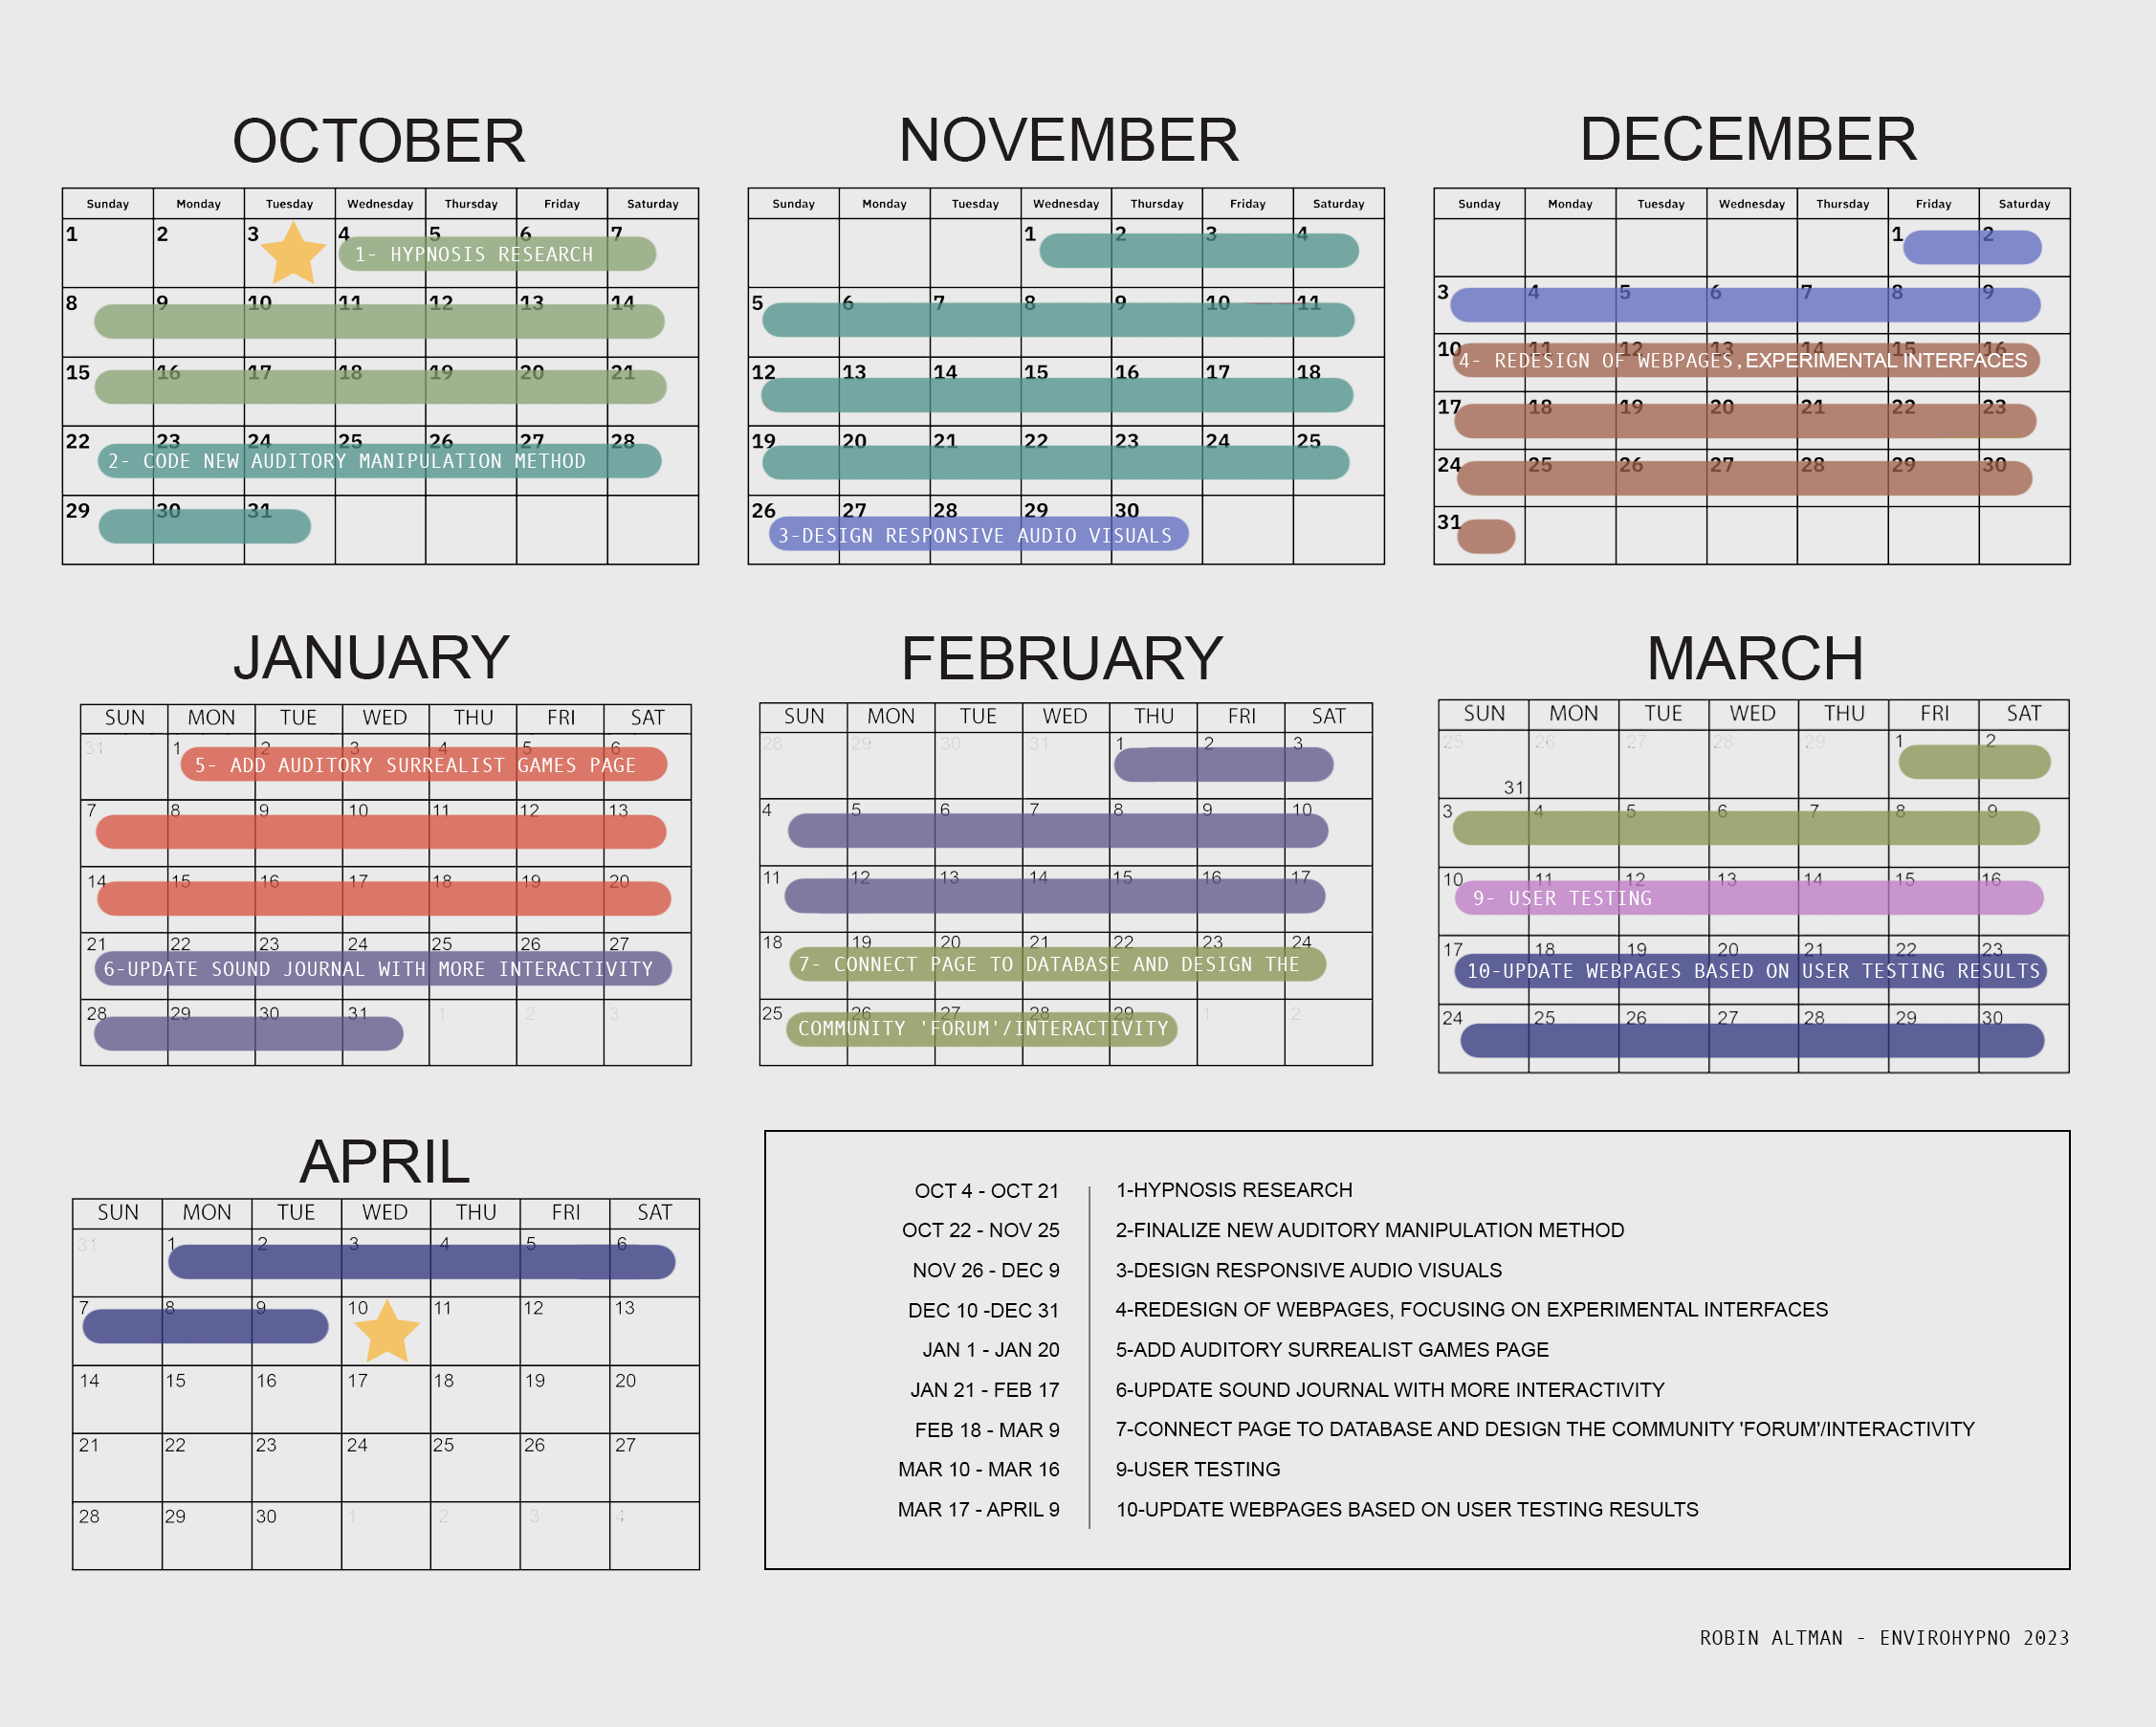 OCTOBER
Sunday Monday Tuesday Wednesday Thursday Friday Saturday
1 2 3 4 5 6 7
1- HYPNOSIS RESEARCH
8 9 10 11 12 13 14
15 16 17 18 19 20 21
22 23 24 25 26 27 28
2- CODE NEW AUDITORY MANIPULATION METHOD
29 30 31
NOVEMBER
Sunday Monday Tuesday Wednesday Thursday Friday Saturday
1 2 3 4
5 6 7 8 9 10 11
12 13 14 15 16 17 18
19 20 21 22 23 24 25
26 27 28 29 30
3-DESIGN RESPONSIVE AUDIO VISUALS
DECEMBER
Sunday Monday Tuesday Wednesday Thursday Friday Saturday
1 2
3 4 5 6 7 8 9
10 11 12 13 14 15 16
4- REDESIGN OF WEBPAGES, EXPERIMENTAL INTERFACES
17 18 19 20 21 22 23
24 25 26 27 28 29 30
31
JANUARY
SUN MON TUE WED THU FRI SAT
31 1 2 3 4 5 6
5- ADD AUDITORY SURREALIST GAMES PAGE
7 8 9 10 11 12 13
14 15 16 17 18 19 20
21 22 23 24 25 26 27
6-UPDATE SOUND JOURNAL WITH MORE INTERACTIVITY
28 29 30 31 1 2 3
FEBRUARY
SUN MON TUE WED THU FRI SAT
28 29 30 31 1 2 3
4 5 6 7 8 9 10
11 12 13 14 15 16 17
18 19 20 21 22 23 24
7- CONNECT PAGE TO DATABASE AND DESIGN THE
25 26 27 28 29 1 2
COMMUNITY 'FORUM'/INTERACTIVITY
MARCH
SUN MON TUE WED THU FRI SAT
25 26 27 28 29 1 2
31
3 4 5 6 7 8 9
10 11 12 13 14 15 16
9- USER TESTING
17 18 19 20 21 22 23
10-UPDATE WEBPAGES BASED ON USER TESTING RESULTS
24 25 26 27 28 29 30
APRIL
SUN MON TUE WED THU FRI SAT
31 1 2 3 4 5 6
7 8 9 10 11 12 13
14 15 16 17 18 19 20
21 22 23 24 25 26 27
28 29 30 1 2 3 4
OCT 4 - OCT 21 1-HYPNOSIS RESEARCH
OCT 22 - NOV 25 2-FINALIZE NEW AUDITORY MANIPULATION METHOD
NOV 26 - DEC 9 3-DESIGN RESPONSIVE AUDIO VISUALS
DEC 10 -DEC 31 4-REDESIGN OF WEBPAGES, FOCUSING ON EXPERIMENTAL INTERFACES
JAN 1 - JAN 20 5-ADD AUDITORY SURREALIST GAMES PAGE
JAN 21 - FEB 17 6-UPDATE SOUND JOURNAL WITH MORE INTERACTIVITY
FEB 18 - MAR 9 7-CONNECT PAGE TO DATABASE AND DESIGN THE COMMUNITY 'FORUM'/INTERACTIVITY
MAR 10 - MAR 16 9-USER TESTING
MAR 17 - APRIL 9 10-UPDATE WEBPAGES BASED ON USER TESTING RESULTS
ROBIN ALTMAN - ENVIROHYPNO 2023